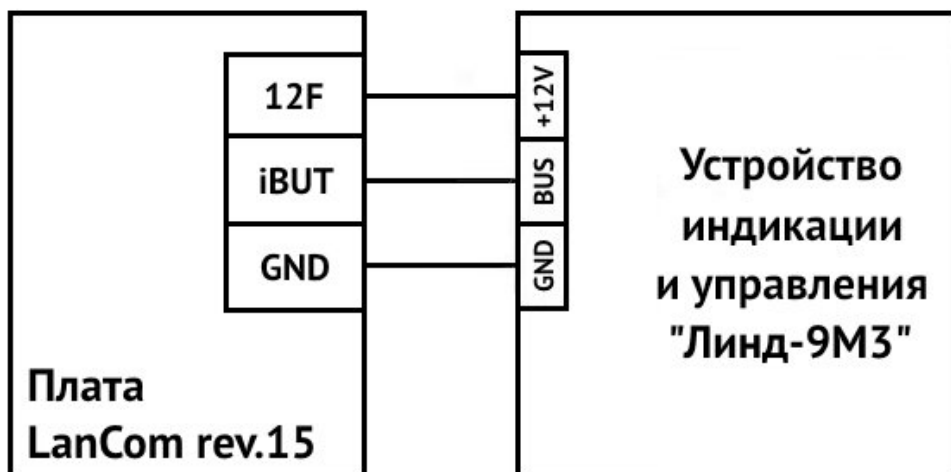 12F
iBUT
GND
Плата
LanCom rev.15
+12V
BUS
GND
Устройство
индикации
и управления
"Линд-9М3"